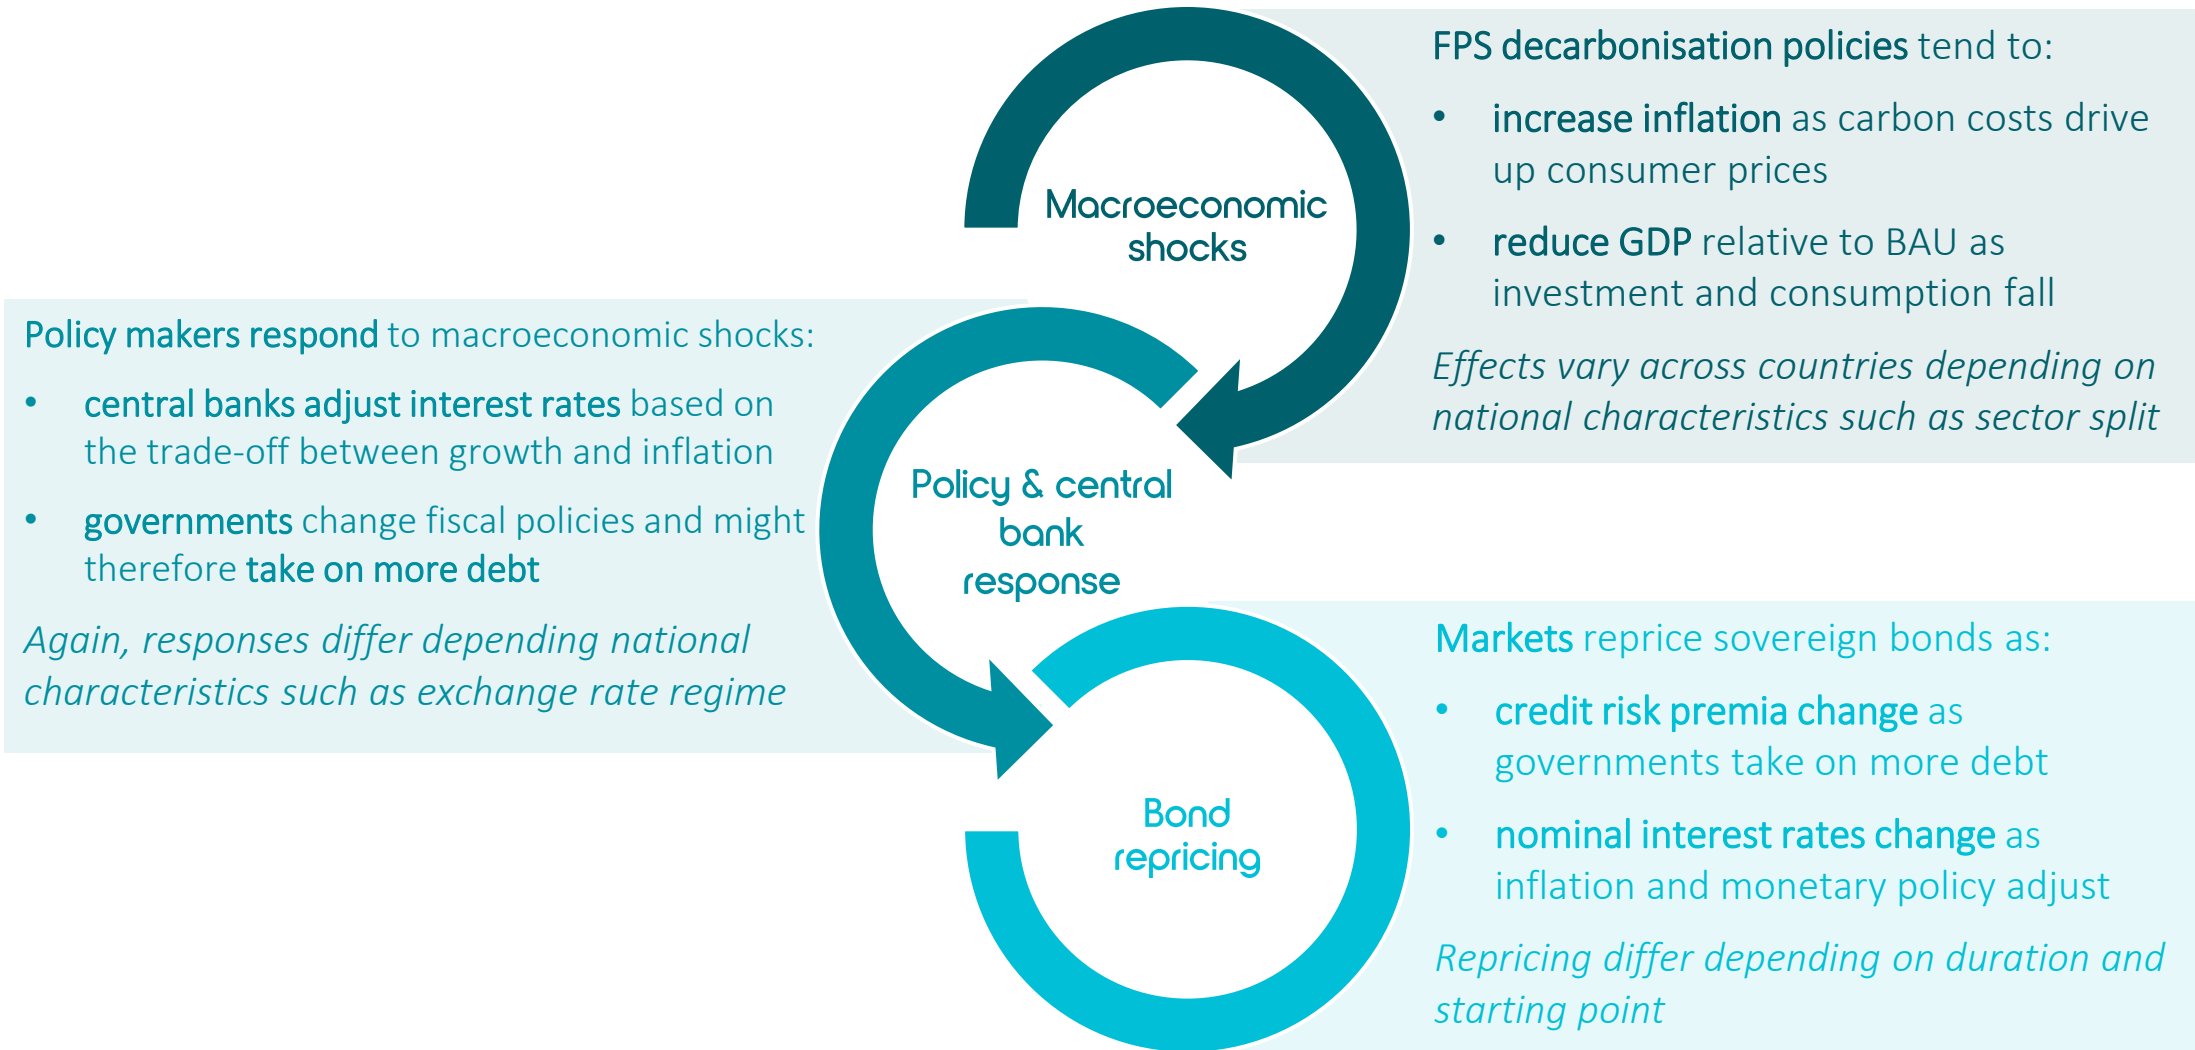 Macroeconomic
shocks
FPS decarbonisation policies tend to:
• increase inflation as carbon costs drive
up consumer prices
• reduce GDP relative to BAU as
investment and consumption fall
Effects vary across countries depending on
national characteristics such as sector split
Policy makers respond to macroeconomic shocks:
• central banks adjust interest rates based on
the trade-off between growth and inflation
• governments change fiscal policies and might
therefore take on more debt
Again, responses differ depending national
characteristics such as exchange rate regime
Policy & central
bank
response
Bond
repricing
Markets reprice sovereign bonds as:
• credit risk premia change as
governments take on more debt
• nominal interest rates change as
inflation and monetary policy adjust
Repricing differ depending on duration and
starting point